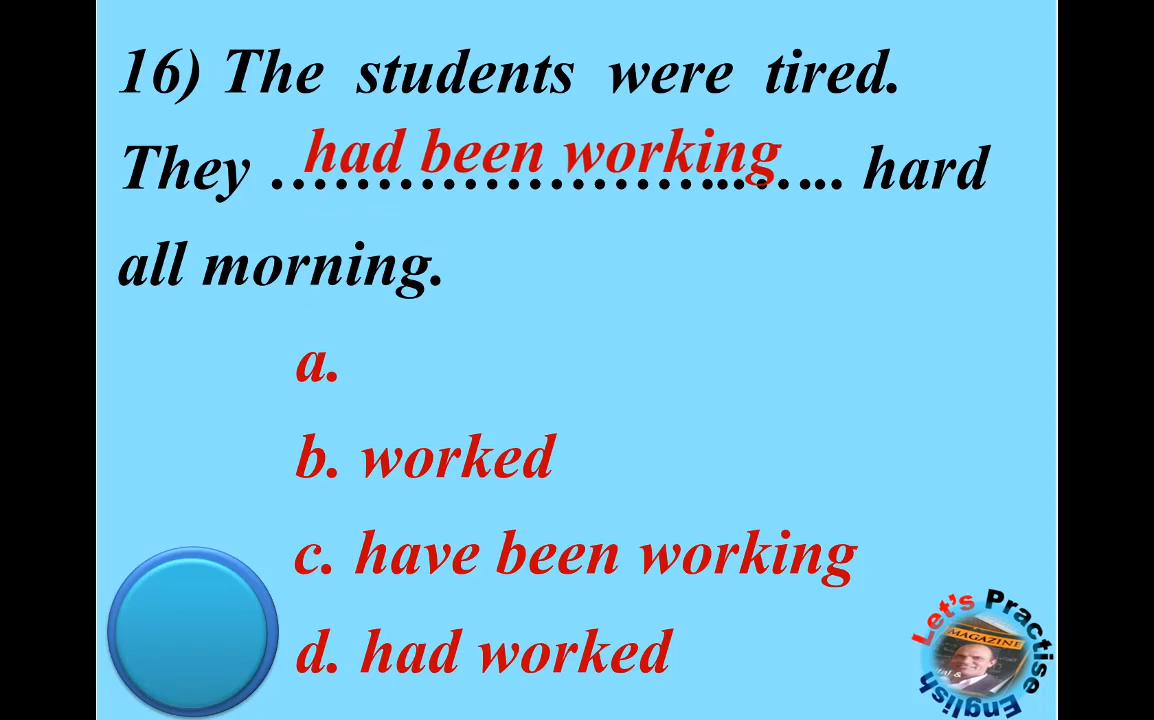 16) The students were tired.
They …………………..…….. hard
had been working
all morning.
a.
b. worked
c. have been working
d. had worked
Let's Practise English
MAGAZINE